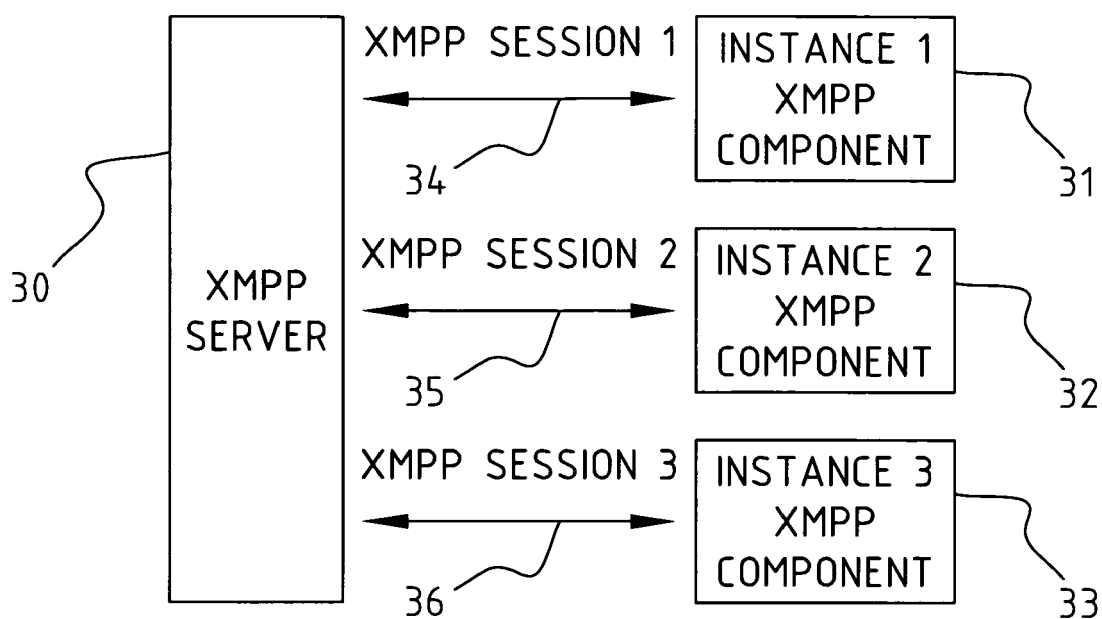 XMPP SESSION 1
INSTANCE 1
XMPP
COMPONENT
34
31
30
XMPP
SERVER
XMPP SESSION 2
INSTANCE 2
XMPP
COMPONENT
35
32
XMPP SESSION 3
INSTANCE 3
XMPP
COMPONENT
36
33